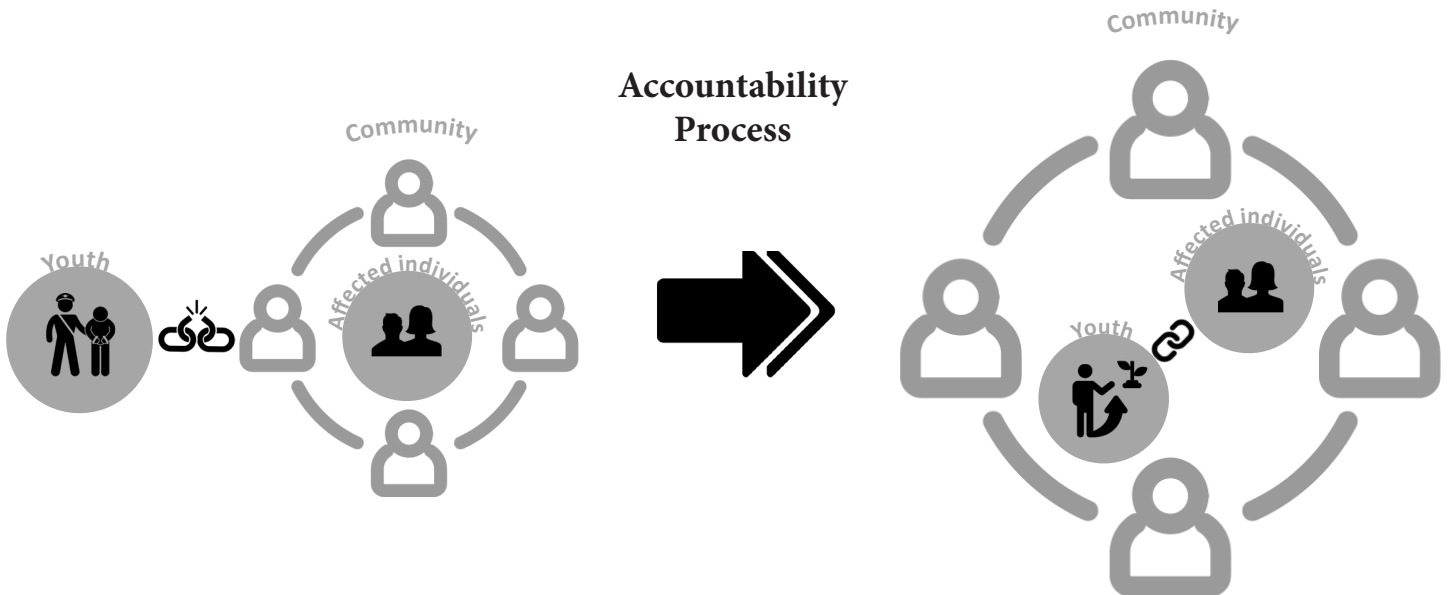 Community
Youth
Affected individuals
Accountability
Process
Community
Affected individuals
Youth